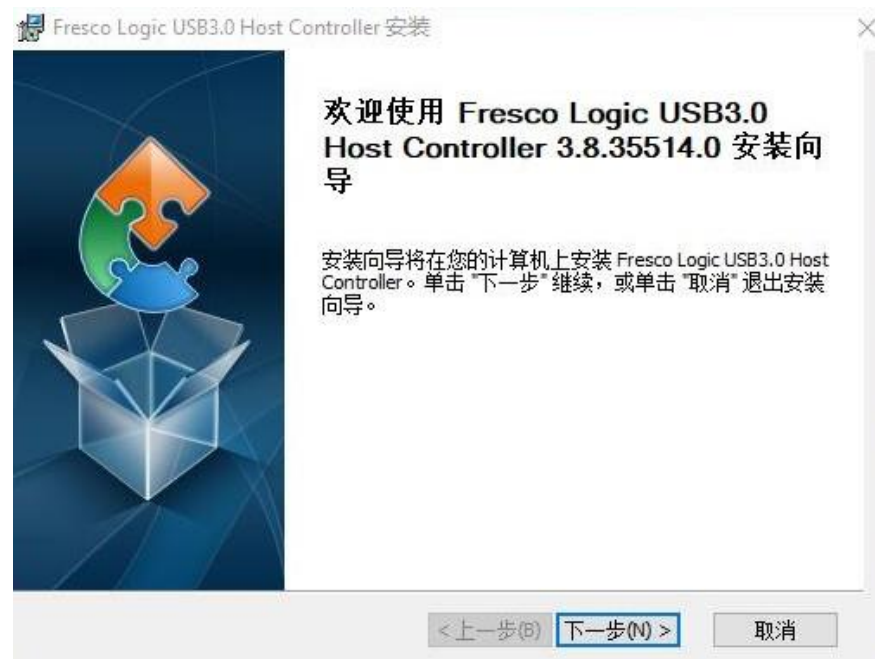 Fresco Logic USB3.0 Host Controller 安装
欢迎使用 Fresco Logic USB3.0
Host Controller 3.8.35514.0 安装向
导
安装向导将在您的计算机上安装 Fresco Logic USB3.0 Host
Controller。单击 "下一步" 继续，或单击 "取消" 退出安装
向导。
<上一步(B) 下一步(N) > 取消